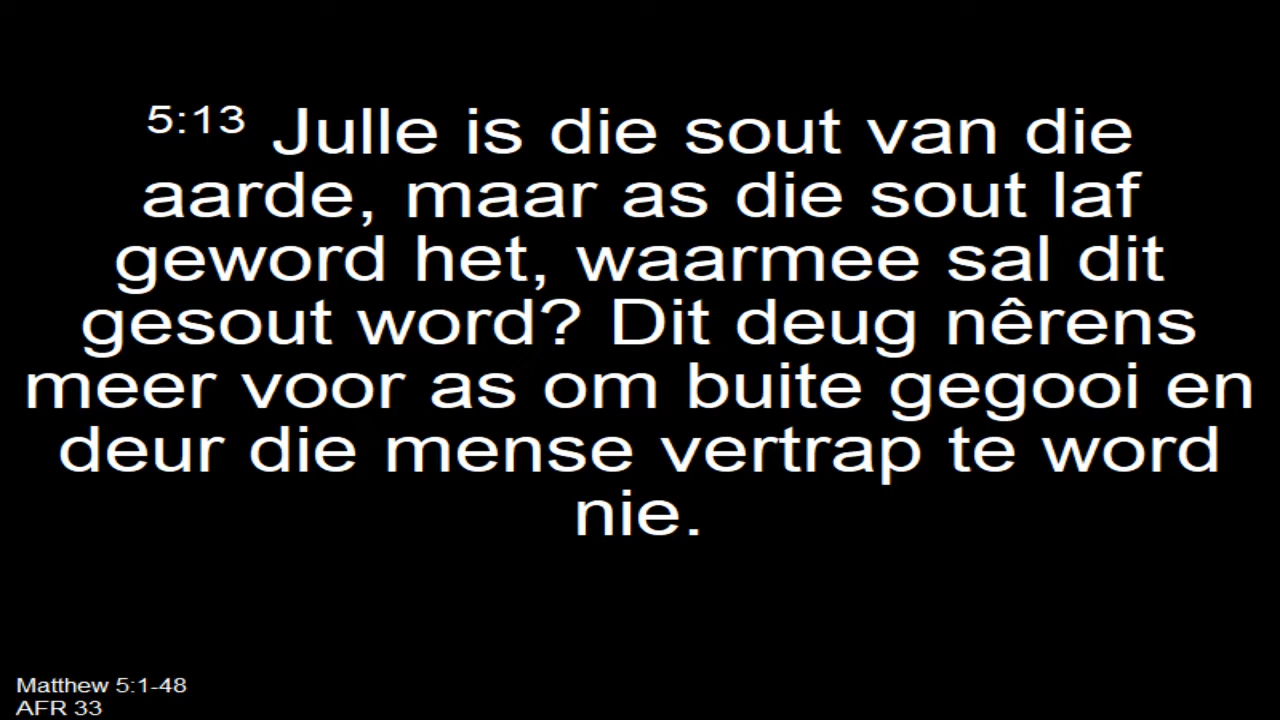 5:13 Julle is die sout van die
aarde, maar as die sout laf
geword het, waarmee sal dit
gesout word? Dit deug nêrens
meer voor as om buite gegooi en
deur die mense vertrap te word
nie.
Matthew 5:1-48
AFR 33